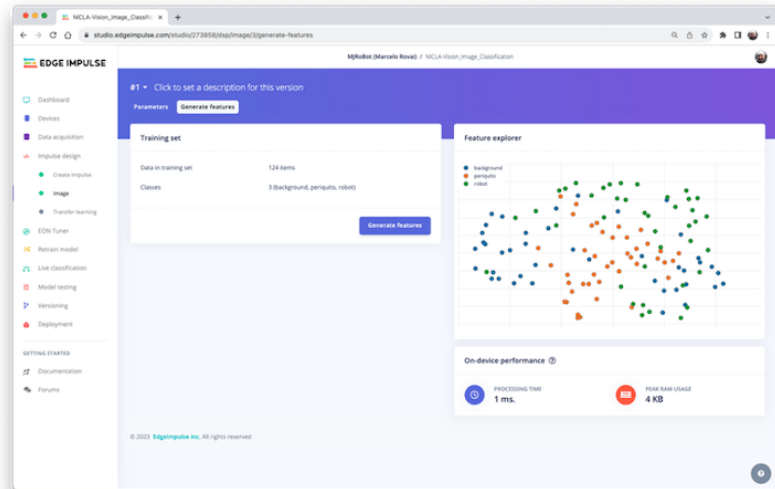 NICLA-Vision_Image_Classific
studio.edgeimpulse.com/studio/273858/dsp/image/3/generate-features
EDGE IMPULSE
MJRoBot (Marcelo Rovai) / NICLA-Vision_Image_Classification
#1 Click to set a description for this version
Parameters Generate features
Dashboard
Devices
Data acquisition
Impulse design
Create impulse
Image
Transfer learning
EON Tuner
Retrain model
Live classification
Model testing
Versioning
Deployment
GETTING STARTED
Documentation
Forums
Training set
Data in training set 124 items
Classes 3 (background, periquito, robot)
Generate features
Feature explorer
background
periquito
robot
On-device performance
PROCESSING TIME
1 ms.
PEAK RAM USAGE
4 KB
© 2023 EdgeImpulse Inc. All rights reserved